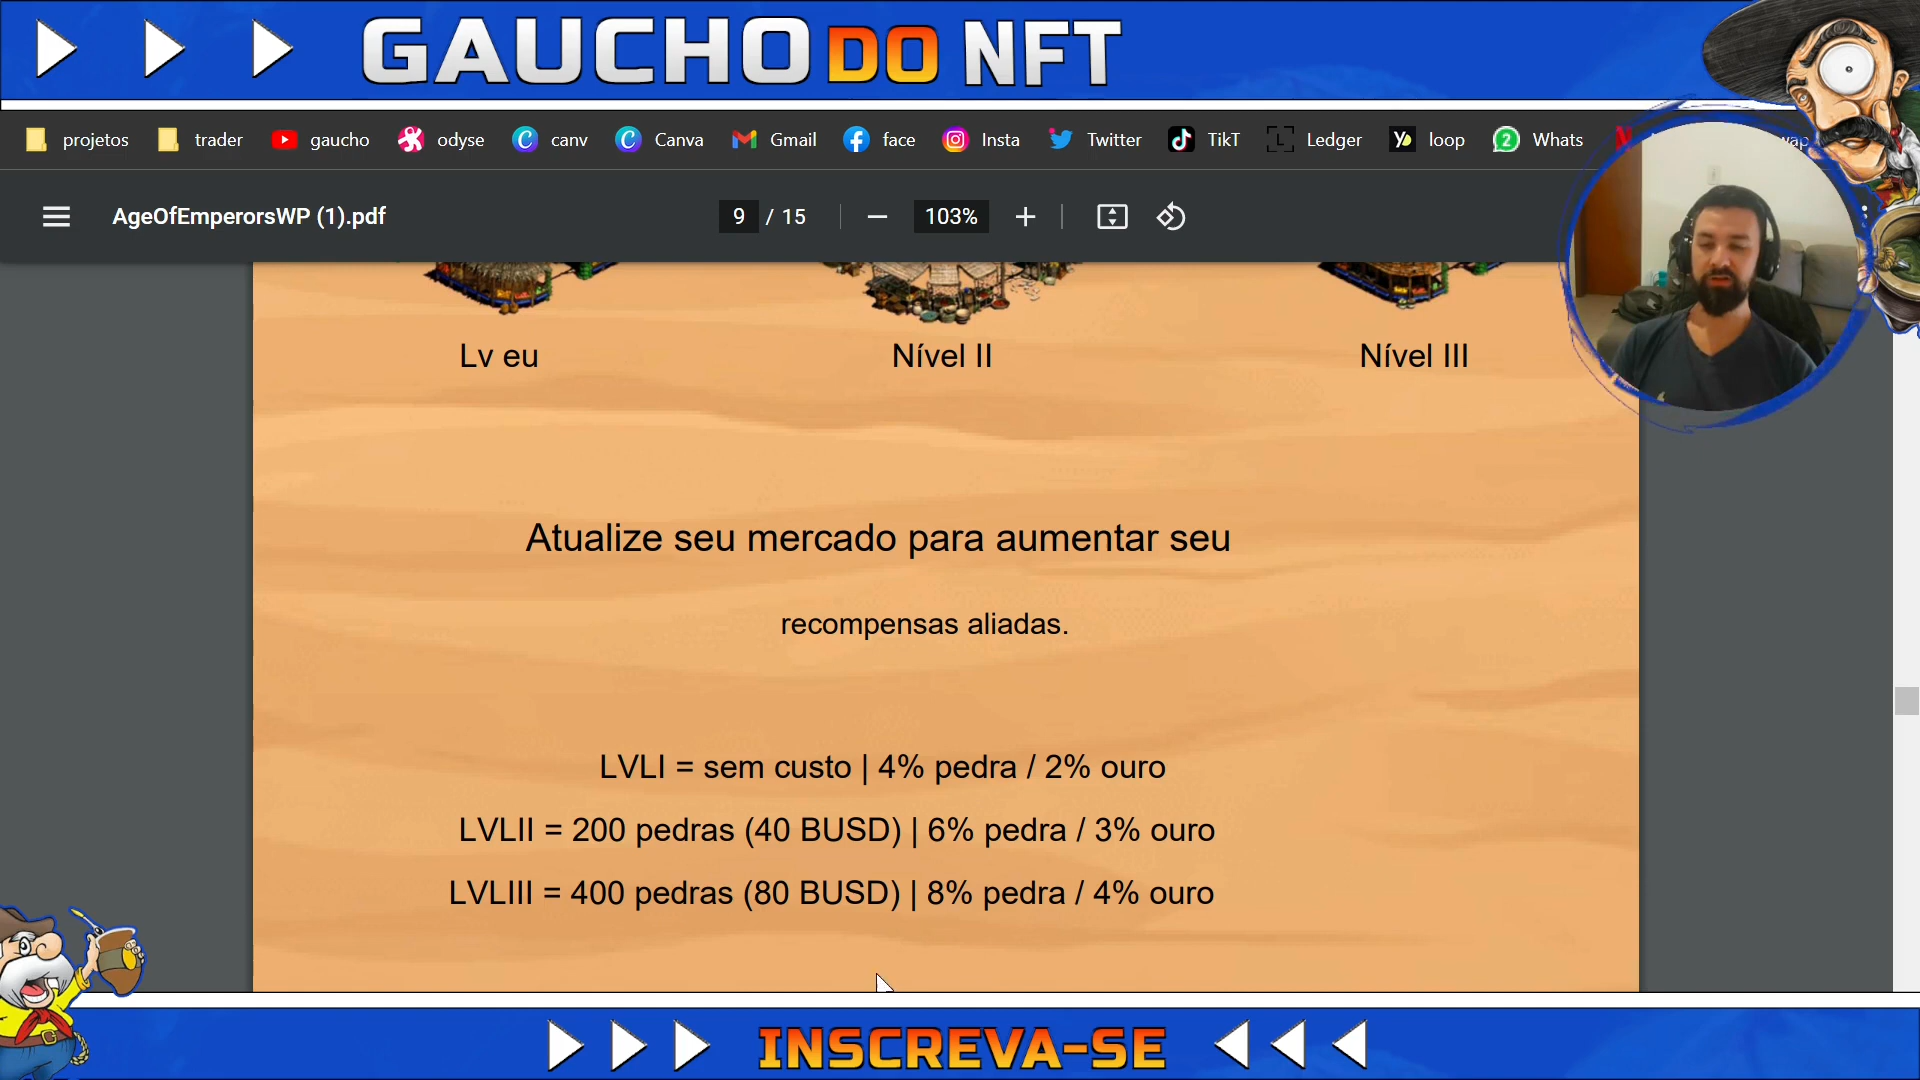 GAUCHO DO NFT
projetos trader gaucho odyse canv Canva Gmail face Insta Twitter TikT Ledger loop 2 Whats wap
AgeOfEmperorsWP (1).pdf 9 / 15 103%
Lv eu Nível II Nível III
Atualize seu mercado para aumentar seu
recompensas aliadas.
LVLI = sem custo | 4% pedra / 2% ouro
LVLII = 200 pedras (40 BUSD) | 6% pedra / 3% ouro
LVLIII = 400 pedras (80 BUSD) | 8% pedra / 4% ouro
INSCREVA-SE